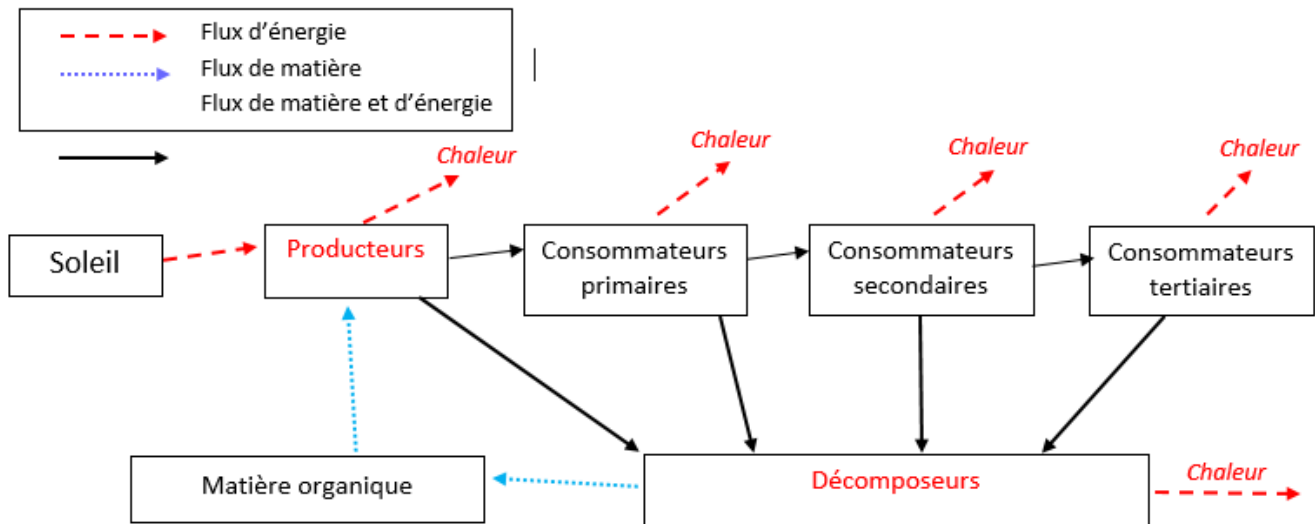 Flux d’énergie
Flux de matière
Flux de matière et d’énergie
Chaleur
Chaleur
Chaleur
Chaleur
Soleil
Producteurs
Consommateurs
primaires
Consommateurs
secondaires
Consommateurs
tertiaires
Matière organique
Décomposeurs
Chaleur